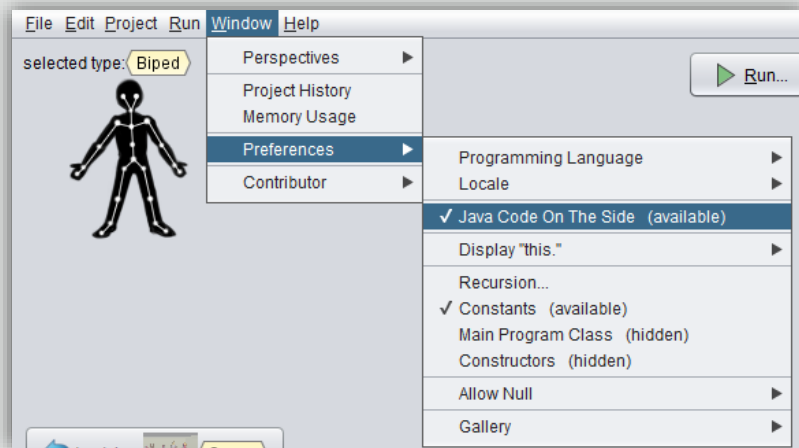 File Edit Project Run Window Help
selected type: Biped
Run...
Perspectives
Project History
Memory Usage
Preferences
Contributor
Programming Language
Locale
✓ Java Code On The Side (available)
Display "this."
Recursion...
✓ Constants (available)
Main Program Class (hidden)
Constructors (hidden)
Allow Null
Gallery